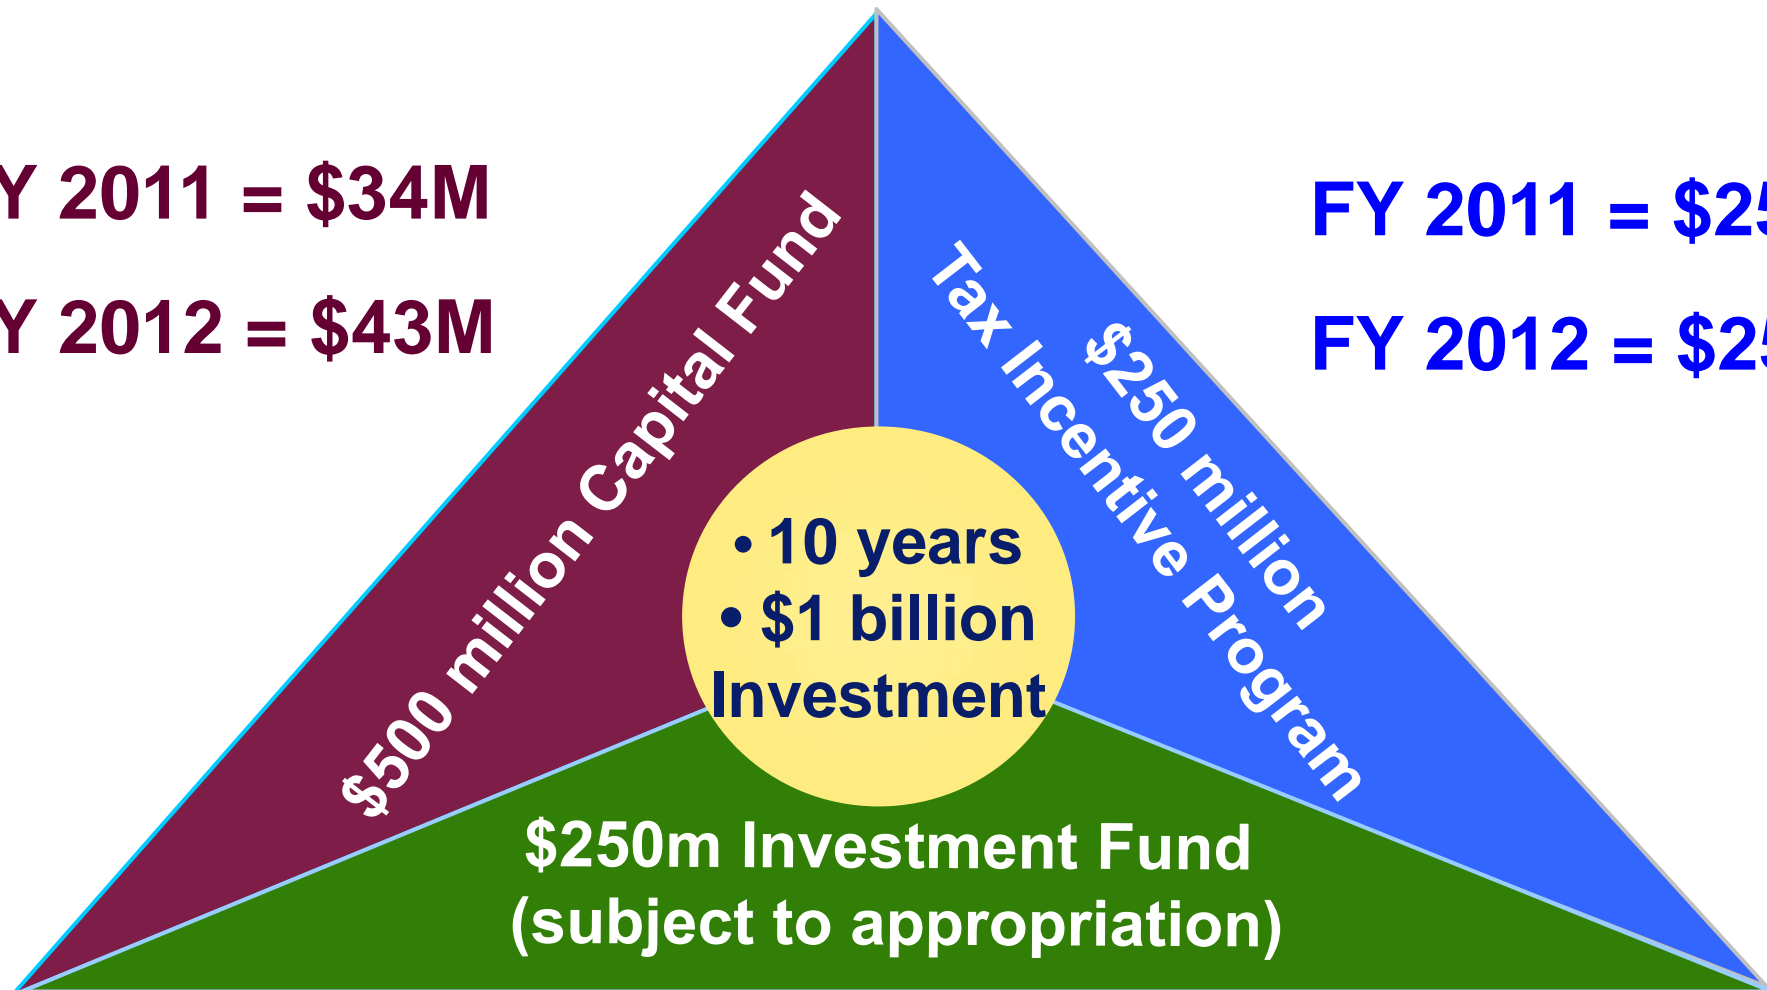 Y 2011 = $34M
Y 2012 = $43M
FY 2011 = $25
FY 2012 = $25
$500 million Capital Fund
$250 million
Tax Incentive Program
• 10 years
• $1 billion
Investment
$250m Investment Fund
(subject to appropriation)